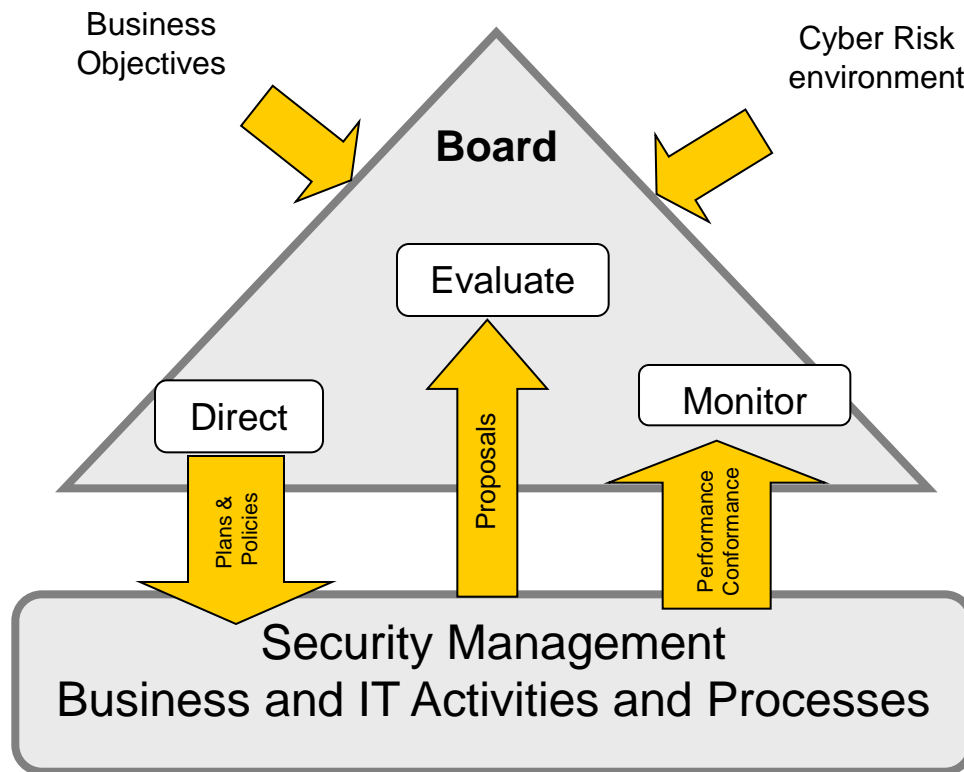 Business
Objectives
Cyber Risk
environment
Board
Evaluate
Direct
Monitor
Plans &
Policies
Proposals
Performance
Conformance
Security Management
Business and IT Activities and Processes